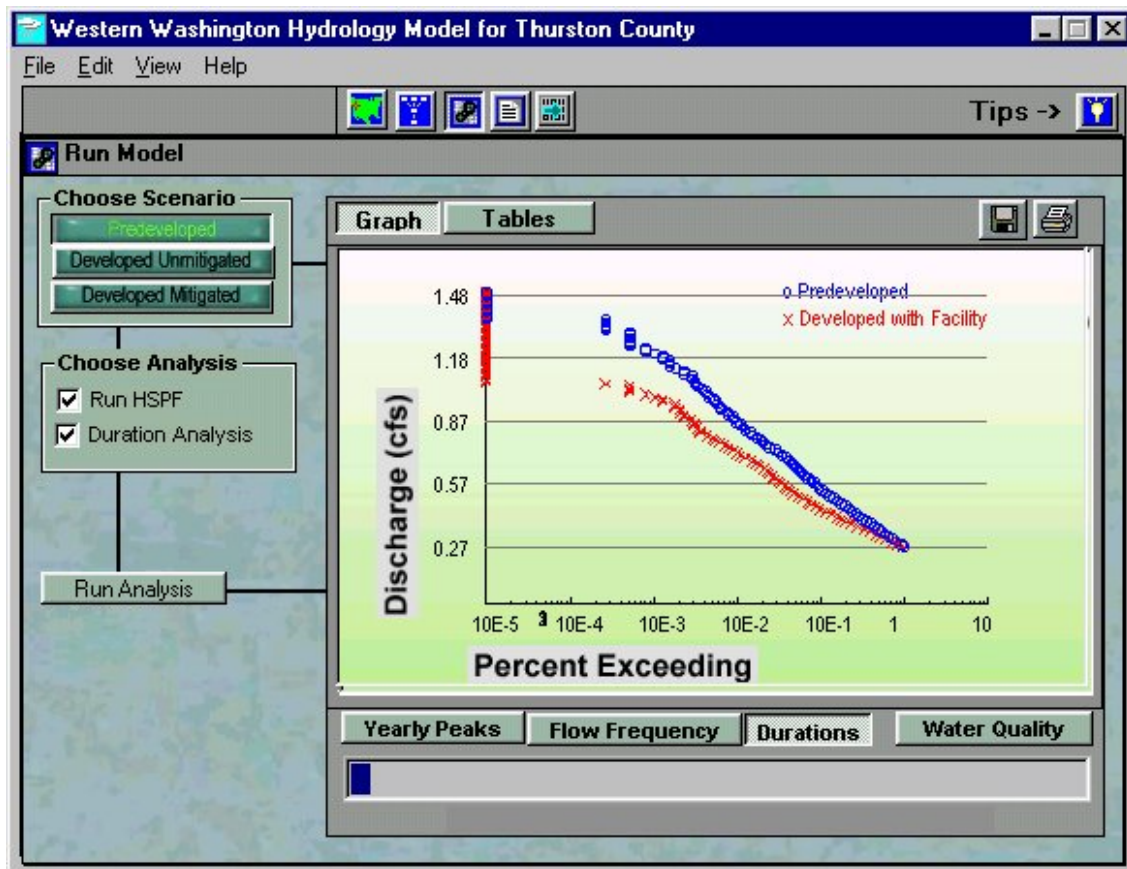 Western Washington Hydrology Model for Thurston County
File Edit View Help
Tips ->
Run Model
Choose Scenario
Predeveloped
Developed Unmitigated
Developed Mitigated
Choose Analysis
Run HSPF
Duration Analysis
Run Analysis
Graph Tables
o Predeveloped
x Developed with Facility
1.48
1.18
0.87
0.57
0.27
Discharge (cfs)
10E-5 10E-4 10E-3 10E-2 10E-1 1 10
Percent Exceeding
Yearly Peaks Flow Frequency Durations Water Quality